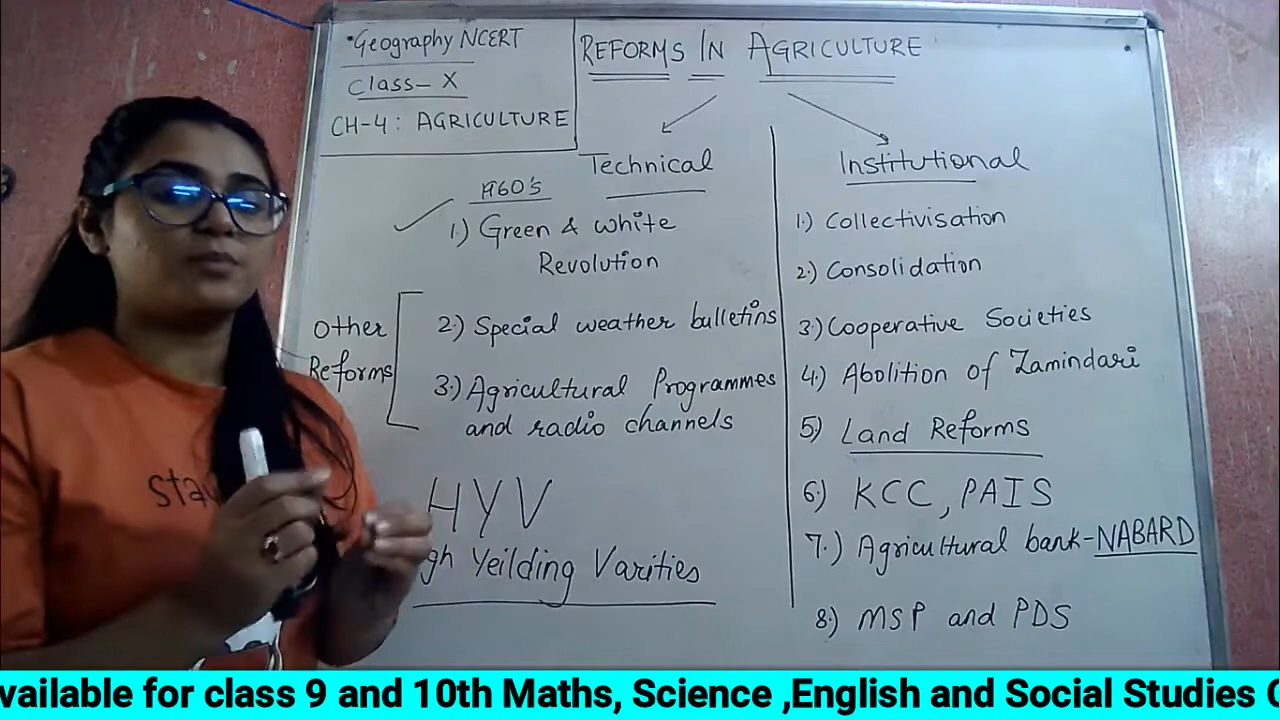 Geography NCERT
Class- X
CH-4: AGRICULTURE
REFORMS IN AGRICULTURE
Technical
1960's
1.) Green & white
Revolution
Other
Reforms
2.) Special weather bulletins
3.) Agricultural Programmes
and radio channels
HYV
gh Yeilding Varities
Institutional
1.) Collectivisation
2.) Consolidation
3.) Cooperative Societies
4.) Abolition of Zamindari
5) Land Reforms
6.) KCC, PAIS
7.) Agricultural bank-NABARD
8.) MSP and PDS
sta
vailable for class 9 and 10th Maths, Science ,English and Social Studies